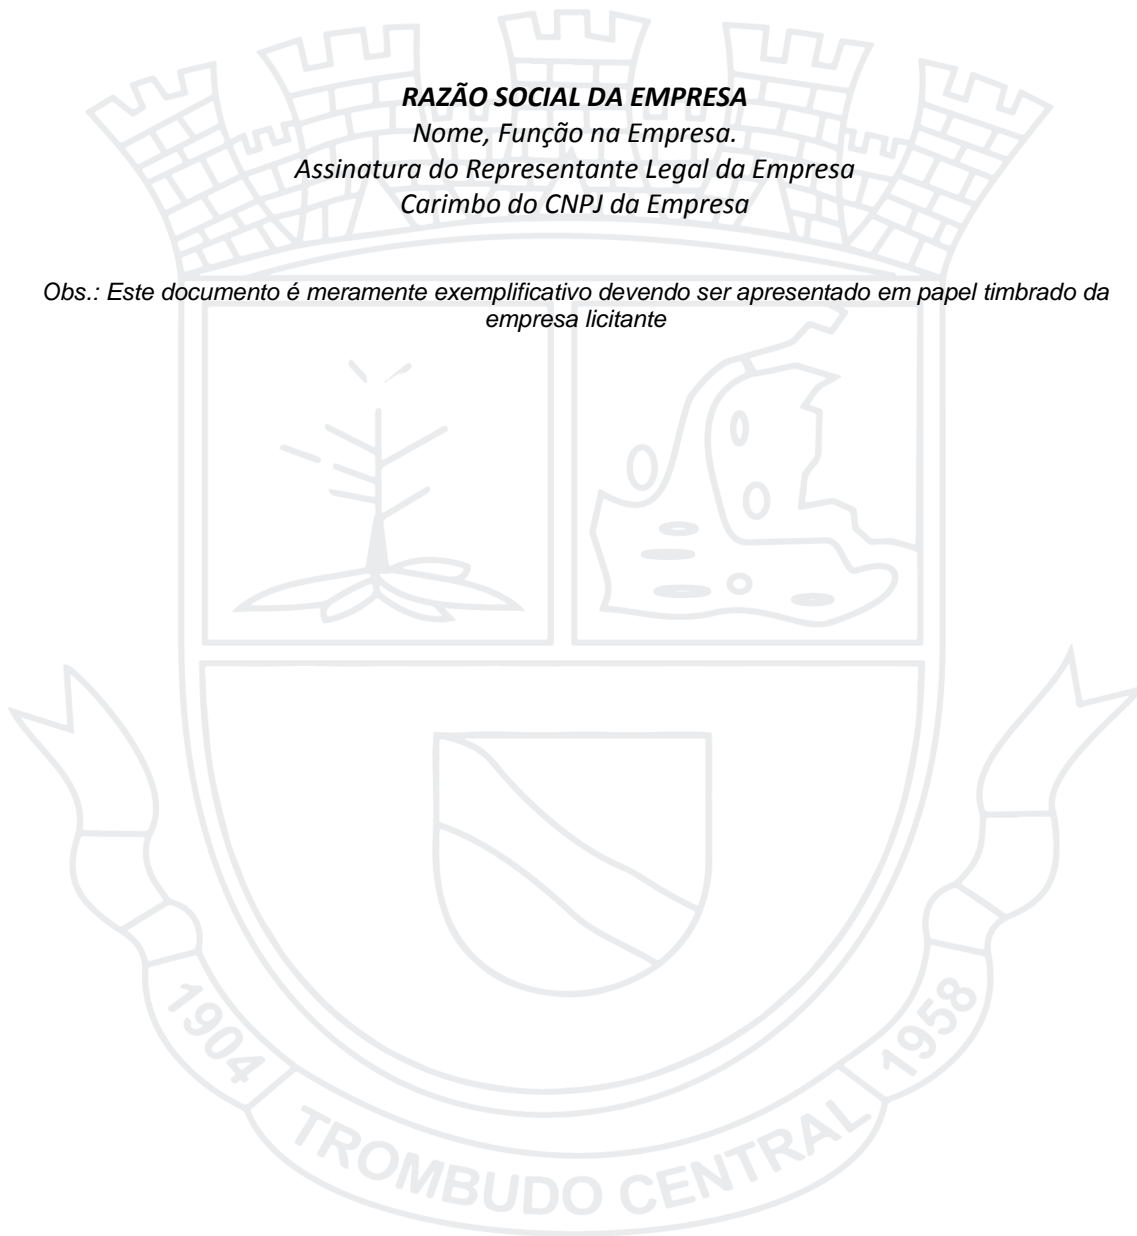 RAZÃO SOCIAL DA EMPRESA
Nome, Função na Empresa.
Assinatura do Representante Legal da Empresa
Carimbo do CNPJ da Empresa
Obs.: Este documento é meramente exemplificativo devendo ser apresentado em papel timbrado da
empresa licitante
1904
TROMBUDO CENTRAL
1958